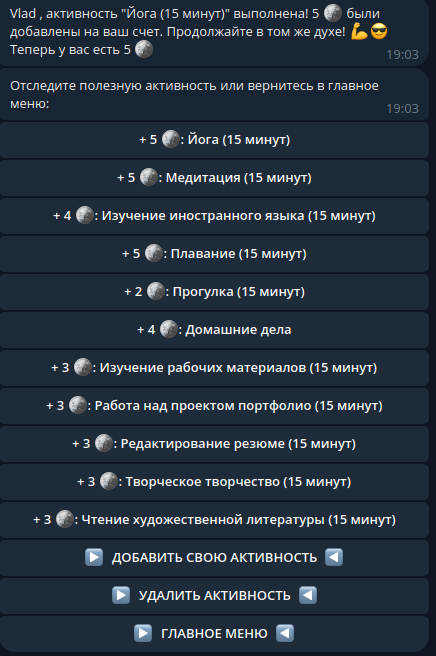 Vlad , активность "Йога (15 минут)" выполнена! 5 🌕 были
добавлены на ваш счет. Продолжайте в том же духе! 💪😎
Теперь у вас есть 5 🌕
19:03
Отследите полезную активность или вернитесь в главное
меню:
19:03
+ 5 🌕: Йога (15 минут)
+ 5 🌕: Медитация (15 минут)
+ 4 🌕: Изучение иностранного языка (15 минут)
+ 5 🌕: Плавание (15 минут)
+ 2 🌕: Прогулка (15 минут)
+ 4 🌕: Домашние дела
+ 3 🌕: Изучение рабочих материалов (15 минут)
+ 3 🌕: Работа над проектом портфолио (15 минут)
+ 3 🌕: Редактирование резюме (15 минут)
+ 3 🌕: Творческое творчество (15 минут)
+ 3 🌕: Чтение художественной литературы (15 минут)
▶️ ДОБАВИТЬ СВОЮ АКТИВНОСТЬ ◀️
▶️ УДАЛИТЬ АКТИВНОСТЬ ◀️
▶️ ГЛАВНОЕ МЕНЮ ◀️